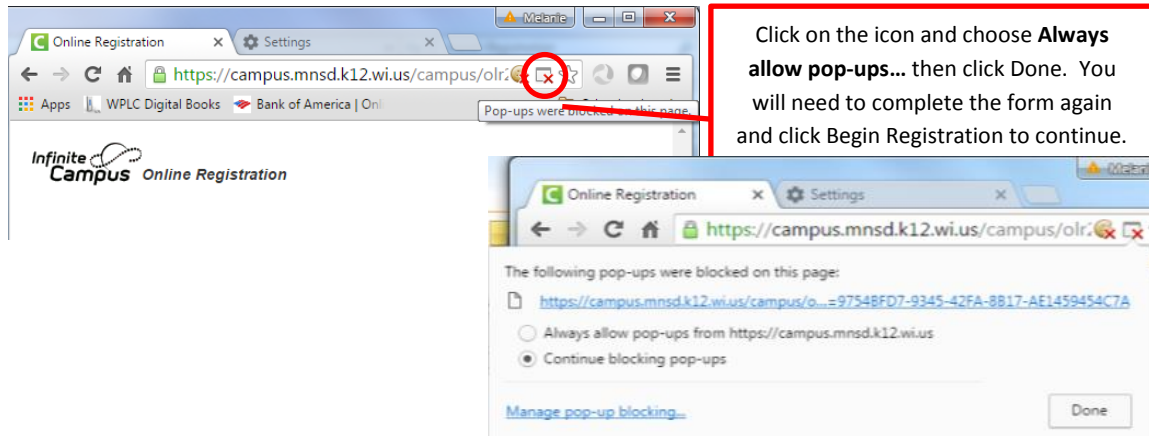 Melanie
Online Registration
Settings
https://campus.mnsd.k12.wi.us/campus/olr
Apps
WPLC Digital Books
Bank of America | Onl
Pop-ups were blocked on this page.
Infinite
Campus Online Registration
Click on the icon and choose Always
allow pop-ups... then click Done. You
will need to complete the form again
and click Begin Registration to continue.
Online Registration
Settings
https://campus.mnsd.k12.wi.us/campus/olr
The following pop-ups were blocked on this page:
https://campus.mnsd.k12.wi.us/campus/o...=9754BFD7-9345-42FA-8B17-AE1459454C7A
Always allow pop-ups from https://campus.mnsd.k12.wi.us
Continue blocking pop-ups
Manage pop-up blocking...
Done